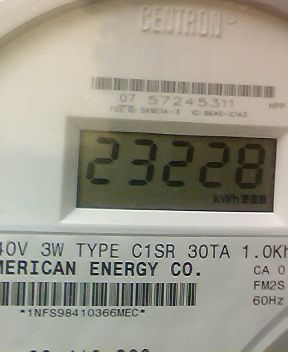 CENTRON®
07 57245311
23228
kWh
40V 3W TYPE C1SR 30TA 1.0Kh
MERICAN ENERGY CO.
CA 0
FM2S
60Hz
*1NFS98410366MEC*